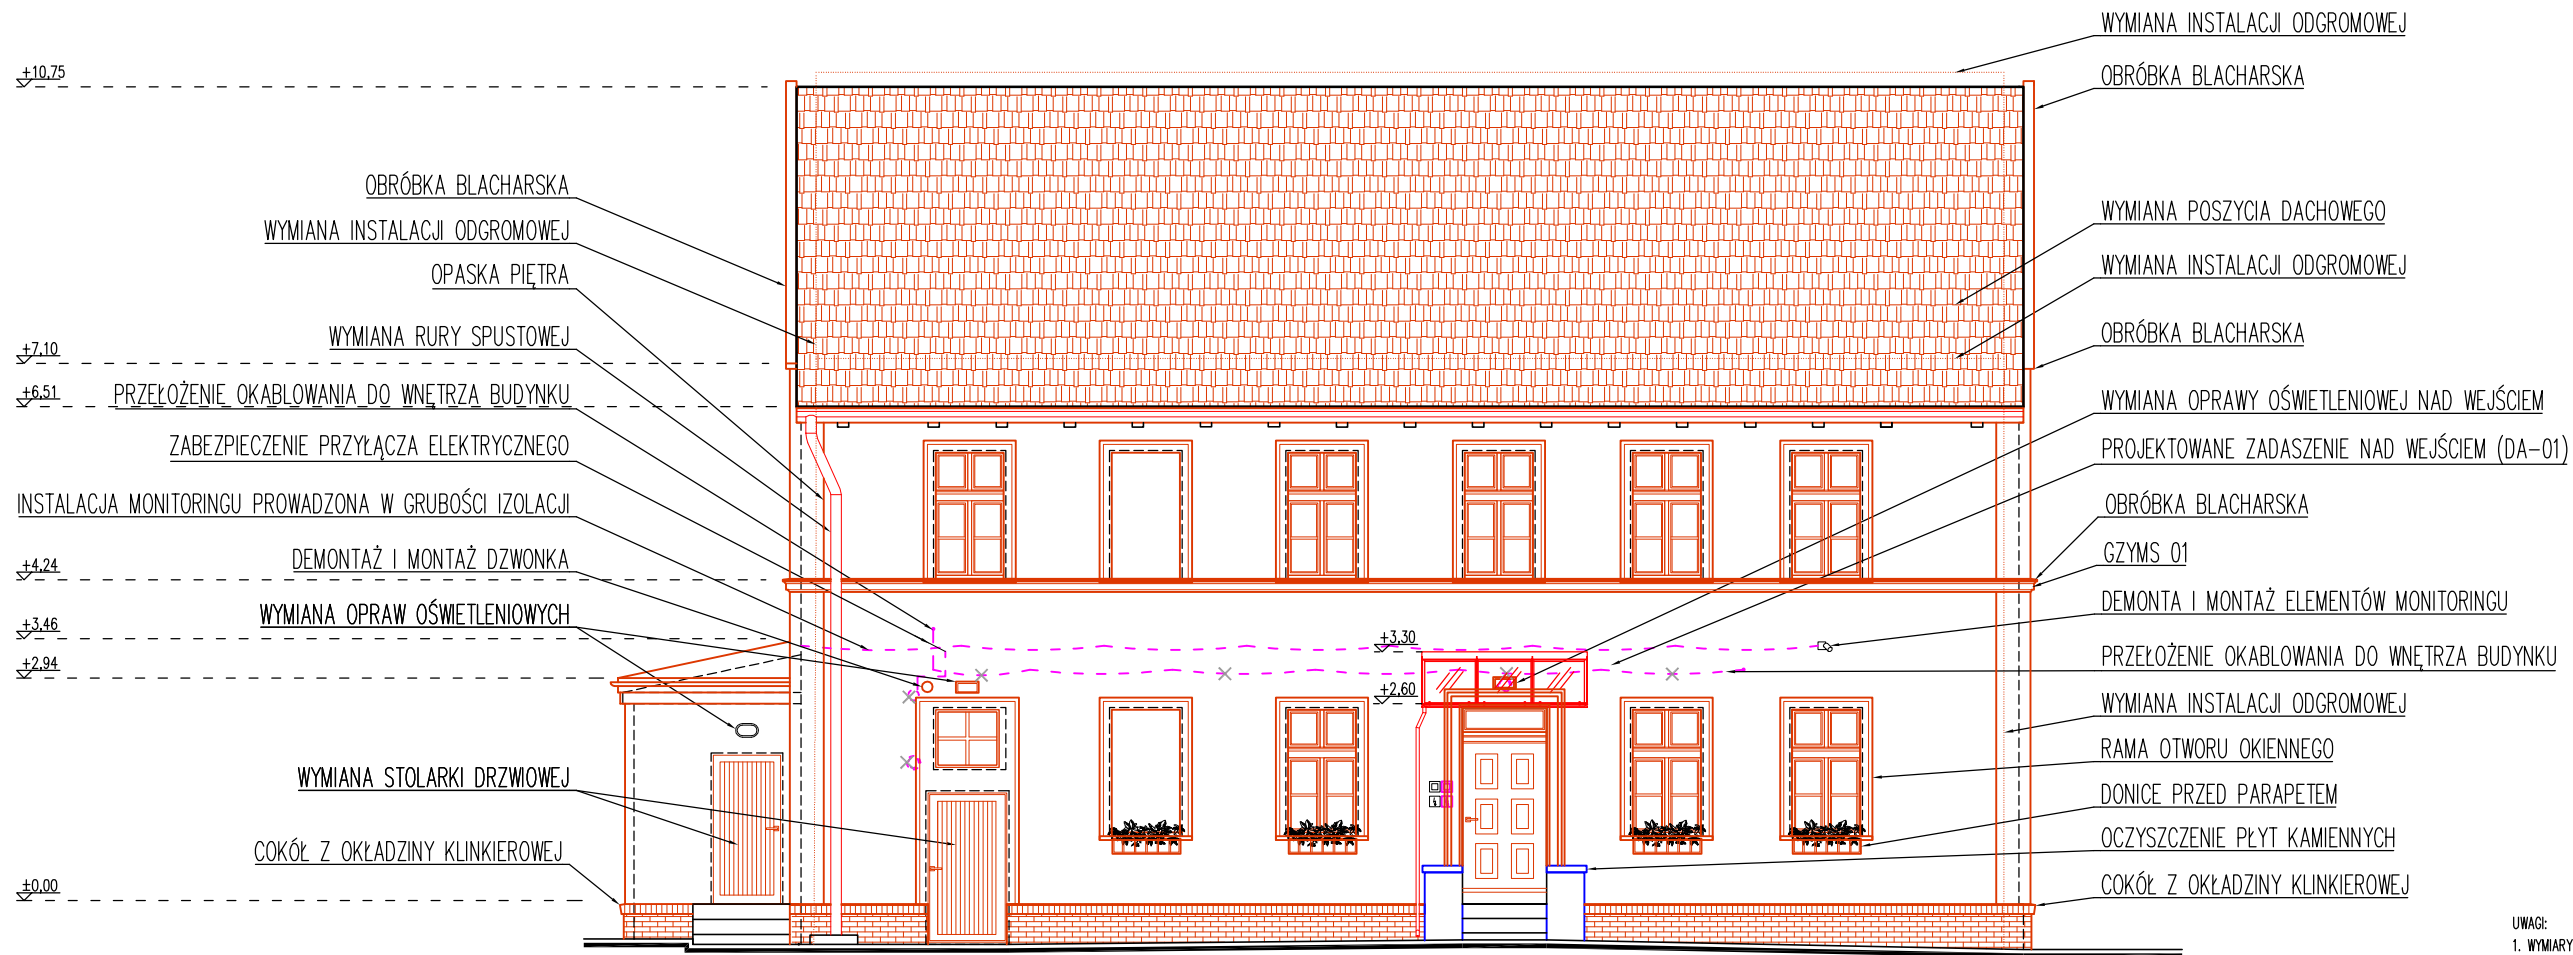 +10,75
+7,10
+6,51
+4,24
+3,46
+2,94
±0,00
OBRÓBKA BLACHARSKA
WYMIANA INSTALACJI ODGROMOWEJ
OPASKA PIĘTRA
WYMIANA RURY SPUSTOWEJ
PRZEŁOŻENIE OKABLOWANIA DO WNĘTRZA BUDYNKU
ZABEZPIECZENIE PRZYŁĄCZA ELEKTRYCZNEGO
INSTALACJA MONITORINGU PROWADZONA W GRUBOŚCI IZOLACJI
DEMONTAŻ I MONTAŻ DZWONKA
WYMIANA OPRAW OŚWIETLENIOWYCH
WYMIANA STOLARKI DRZWIOWEJ
COKÓŁ Z OKŁADZINY KLINKIEROWEJ
+3,30
+2,60
WYMIANA INSTALACJI ODGROMOWEJ
OBRÓBKA BLACHARSKA
WYMIANA POSZYCIA DACHOWEGO
WYMIANA INSTALACJI ODGROMOWEJ
OBRÓBKA BLACHARSKA
WYMIANA OPRAWY OŚWIETLENIOWEJ NAD WEJŚCIEM
PROJEKTOWANE ZADASZENIE NAD WEJŚCIEM (DA-01)
OBRÓBKA BLACHARSKA
GZYMS 01
DEMONTA I MONTAŻ ELEMENTÓW MONITORINGU
PRZEŁOŻENIE OKABLOWANIA DO WNĘTRZA BUDYNKU
WYMIANA INSTALACJI ODGROMOWEJ
RAMA OTWORU OKIENNEGO
DONICE PRZED PARAPETEM
OCZYSZCZENIE PŁYT KAMIENNYCH
COKÓŁ Z OKŁADZINY KLINKIEROWEJ
UWAGI:
1. WYMIARY